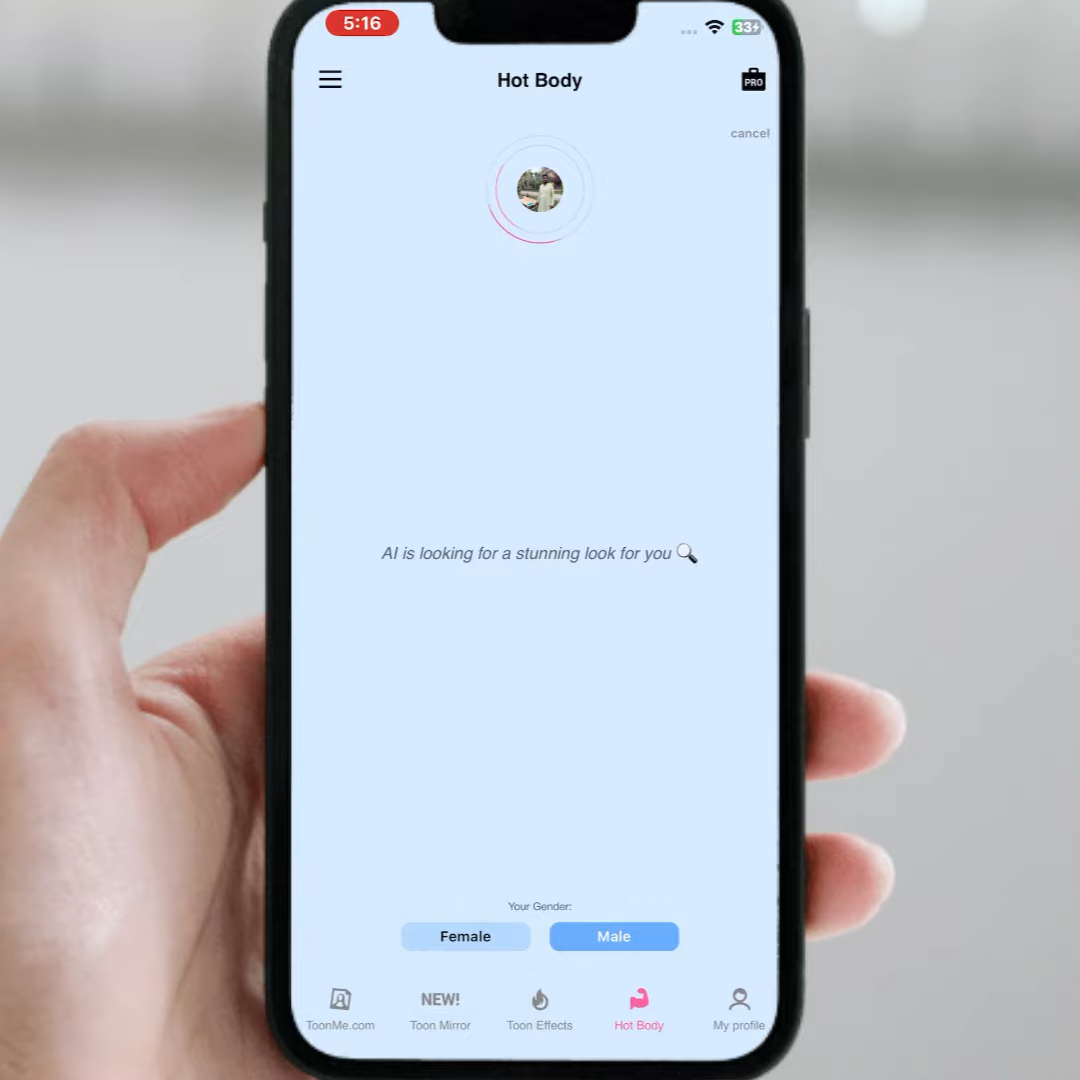 5:16
33
Hot Body
PRO
cancel
AI is looking for a stunning look for you
Your Gender:
Female Male
NEW!
ToonMe.com Toon Mirror Toon Effects Hot Body My profile